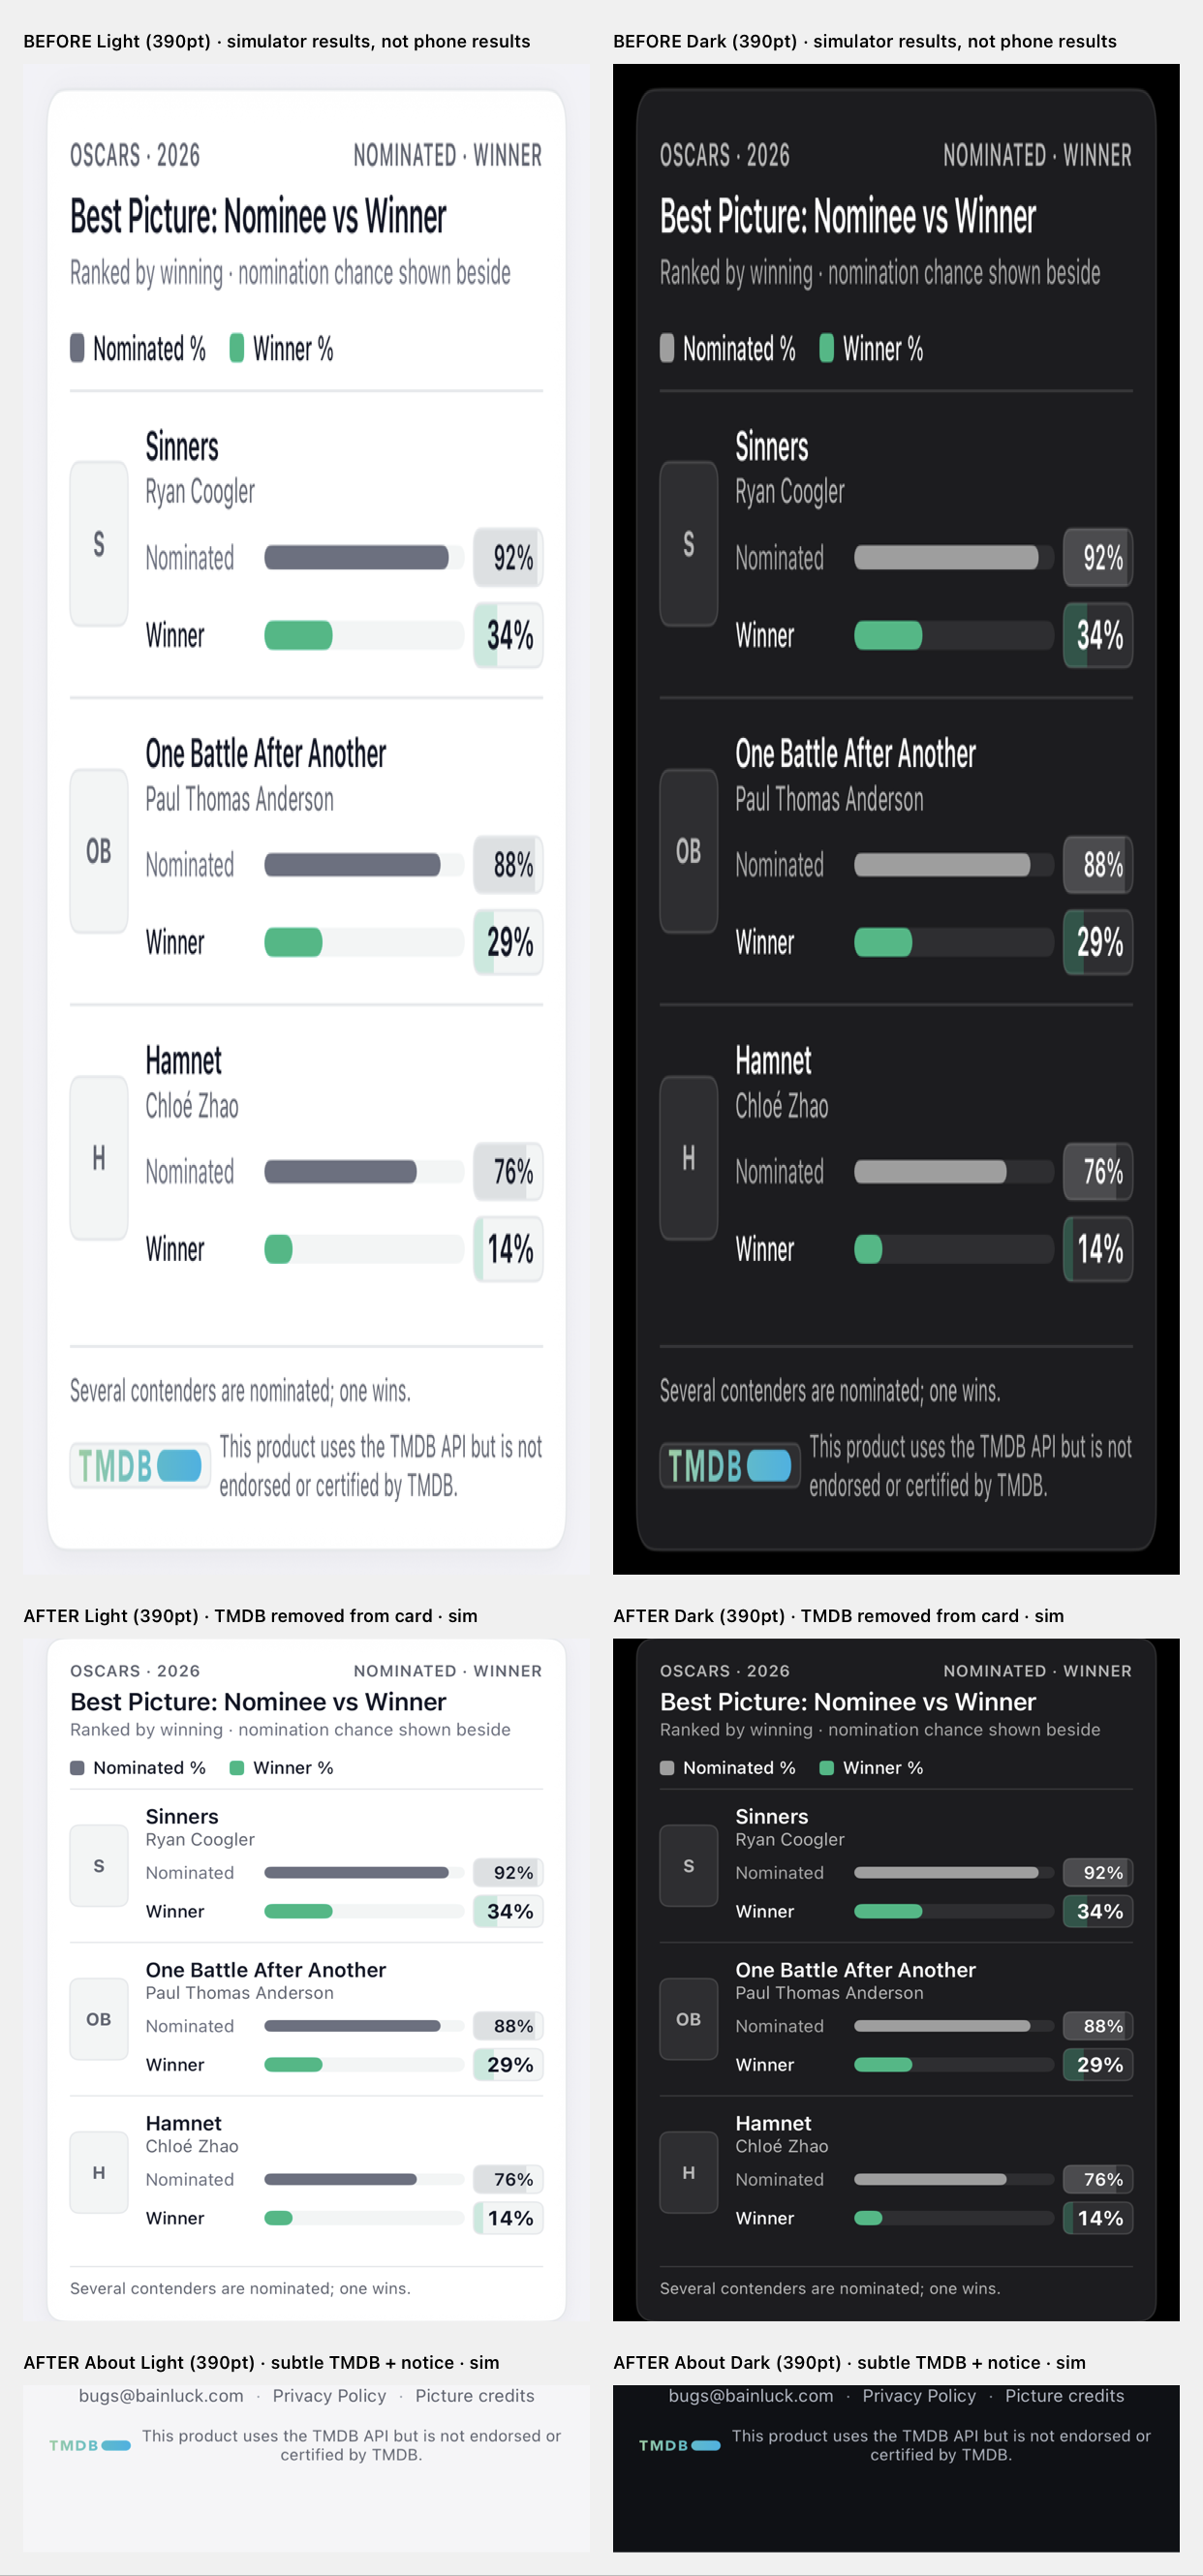 BEFORE Light (390pt) · simulator results, not phone results
OSCARS · 2026 NOMINATED · WINNER
Best Picture: Nominee vs Winner
Ranked by winning · nomination chance shown beside
Nominated % Winner %
Sinners
Ryan Coogler
S
Nominated 92%
Winner 34%
One Battle After Another
Paul Thomas Anderson
OB
Nominated 88%
Winner 29%
Hamnet
Chloé Zhao
H
Nominated 76%
Winner 14%
Several contenders are nominated; one wins.
TMDB
This product uses the TMDB API but is not
endorsed or certified by TMDB.
BEFORE Dark (390pt) · simulator results, not phone results
OSCARS · 2026 NOMINATED · WINNER
Best Picture: Nominee vs Winner
Ranked by winning · nomination chance shown beside
Nominated % Winner %
Sinners
Ryan Coogler
S
Nominated 92%
Winner 34%
One Battle After Another
Paul Thomas Anderson
OB
Nominated 88%
Winner 29%
Hamnet
Chloé Zhao
H
Nominated 76%
Winner 14%
Several contenders are nominated; one wins.
TMDB
This product uses the TMDB API but is not
endorsed or certified by TMDB.
AFTER Light (390pt) · TMDB removed from card · sim
OSCARS · 2026 NOMINATED · WINNER
Best Picture: Nominee vs Winner
Ranked by winning · nomination chance shown beside
Nominated % Winner %
Sinners
Ryan Coogler
S
Nominated 92%
Winner 34%
One Battle After Another
Paul Thomas Anderson
OB
Nominated 88%
Winner 29%
Hamnet
Chloé Zhao
H
Nominated 76%
Winner 14%
Several contenders are nominated; one wins.
AFTER Dark (390pt) · TMDB removed from card · sim
OSCARS · 2026 NOMINATED · WINNER
Best Picture: Nominee vs Winner
Ranked by winning · nomination chance shown beside
Nominated % Winner %
Sinners
Ryan Coogler
S
Nominated 92%
Winner 34%
One Battle After Another
Paul Thomas Anderson
OB
Nominated 88%
Winner 29%
Hamnet
Chloé Zhao
H
Nominated 76%
Winner 14%
Several contenders are nominated; one wins.
AFTER About Light (390pt) · subtle TMDB + notice · sim
bugs@bainluck.com · Privacy Policy · Picture credits
TMDB
This product uses the TMDB API but is not endorsed or
certified by TMDB.
AFTER About Dark (390pt) · subtle TMDB + notice · sim
bugs@bainluck.com · Privacy Policy · Picture credits
TMDB
This product uses the TMDB API but is not endorsed or
certified by TMDB.